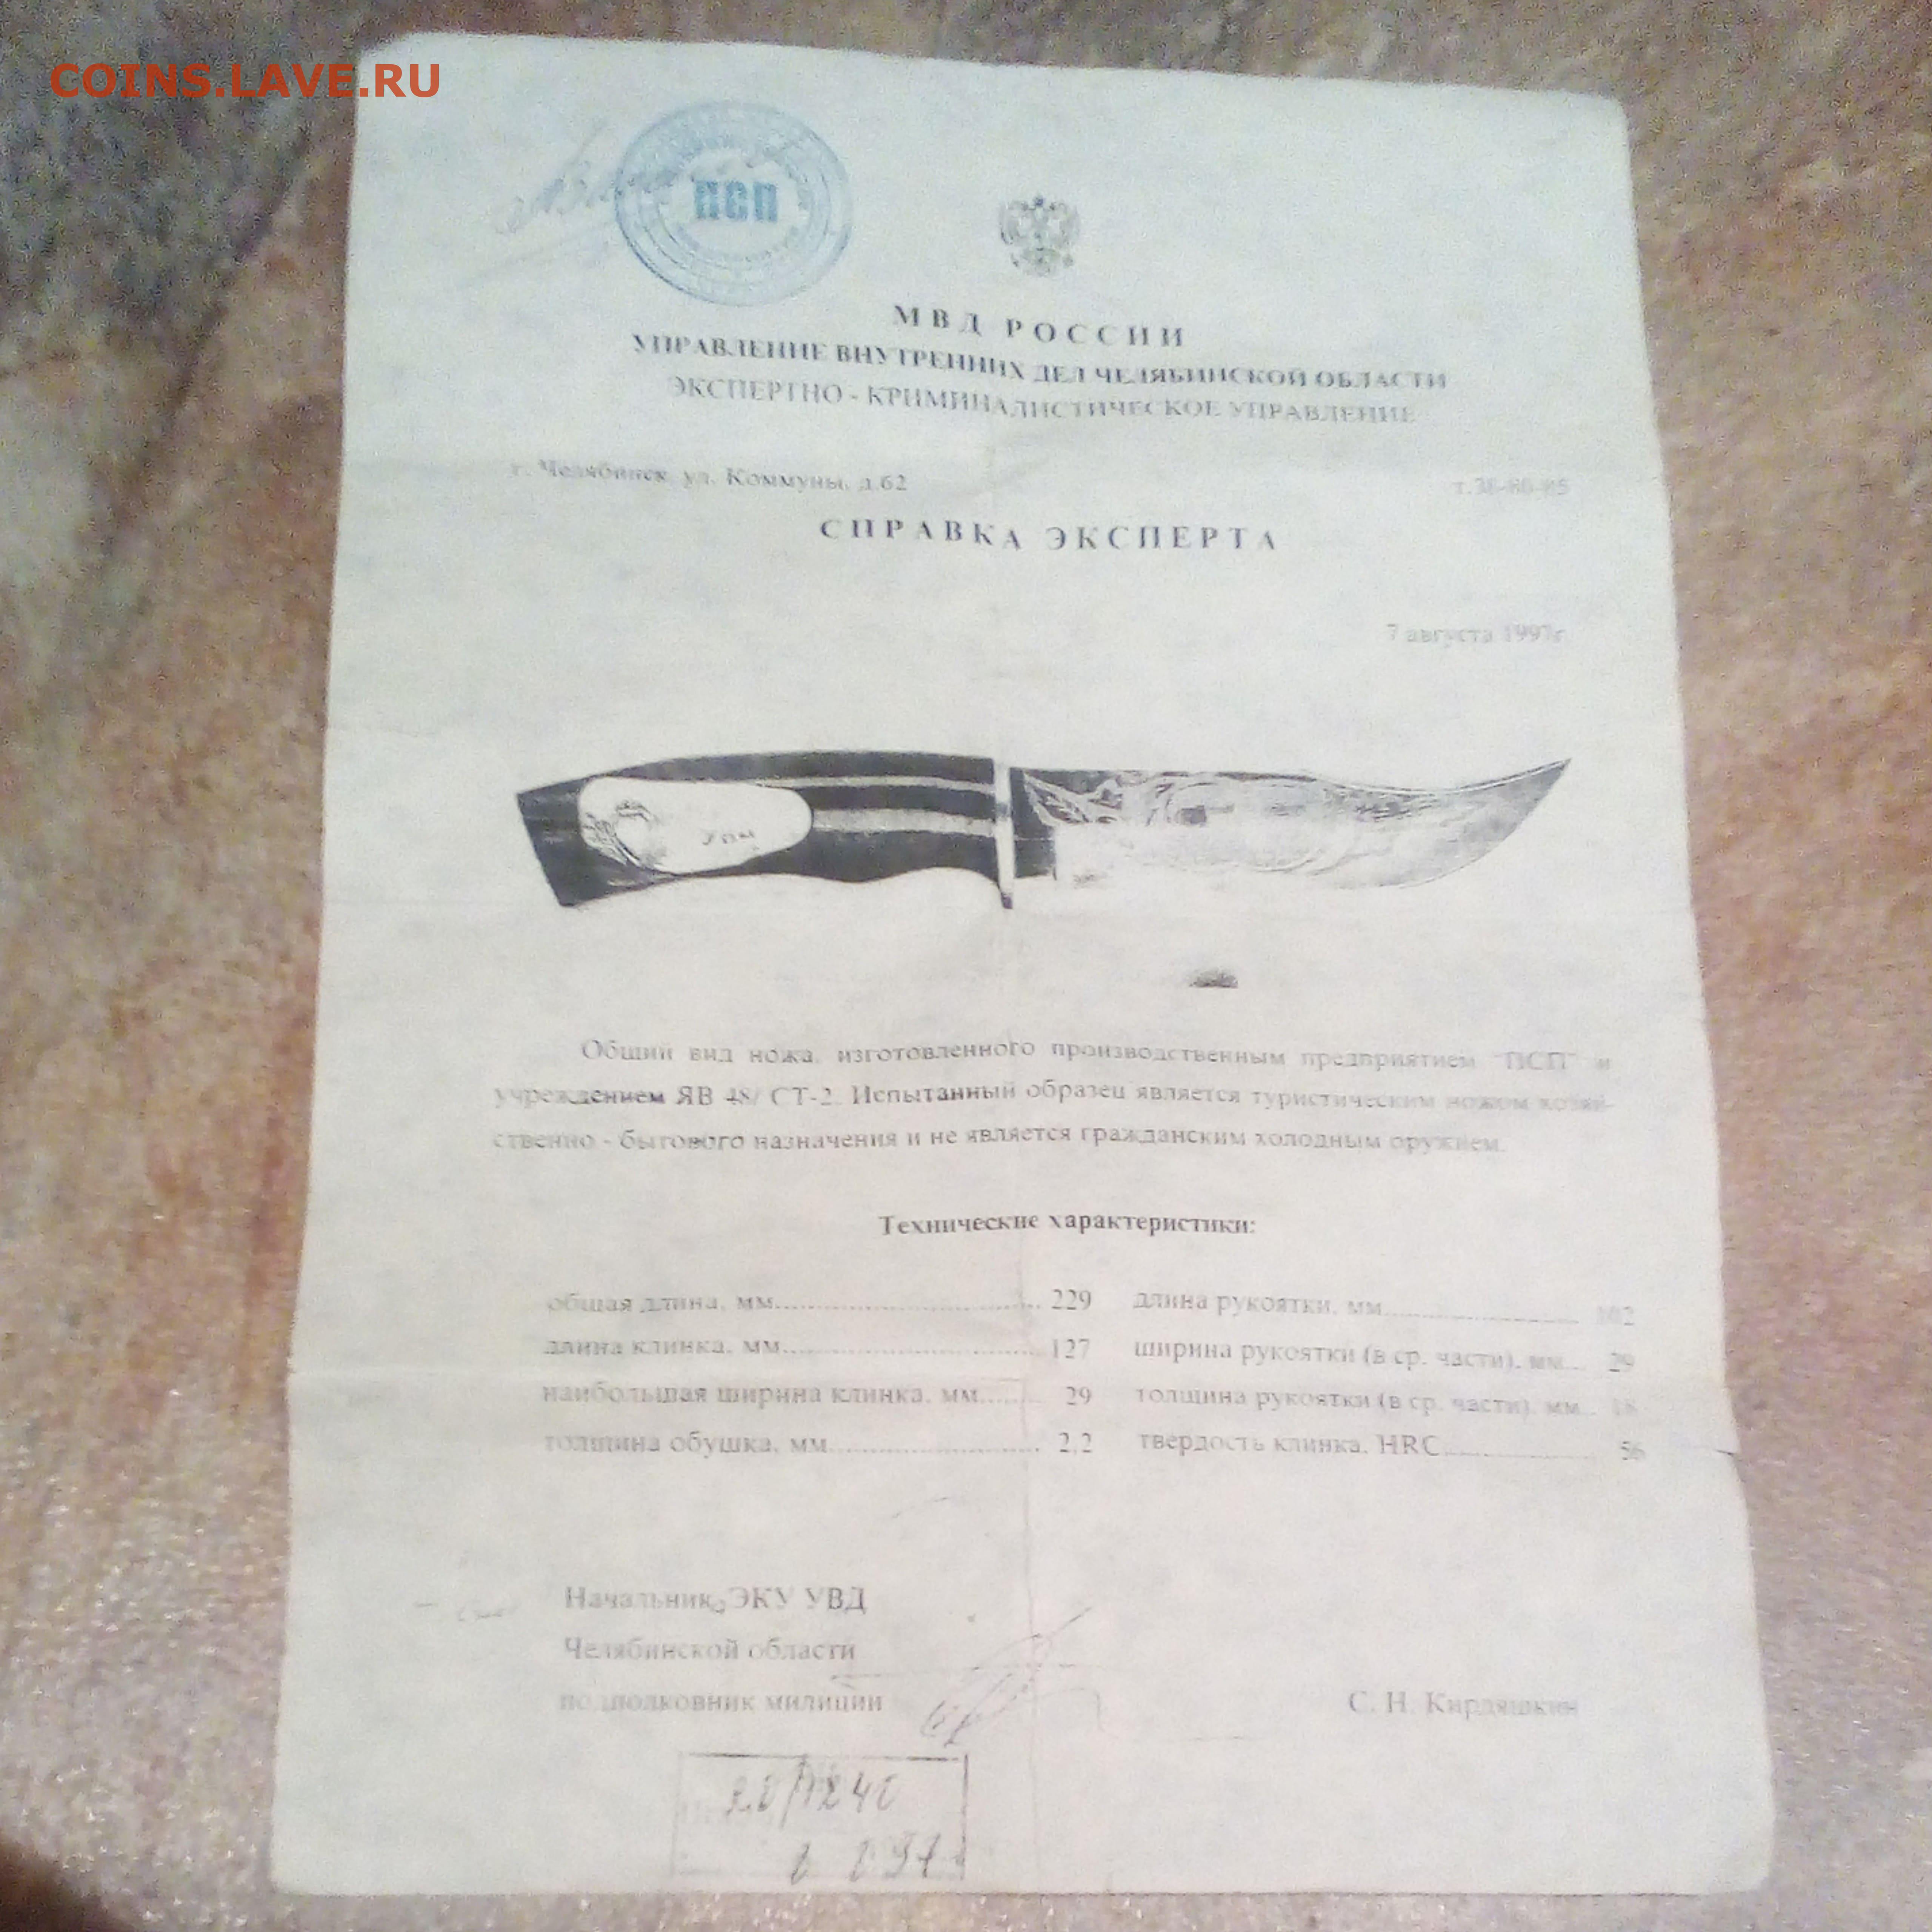 COINS.LAVE.RU
ПСП
МВД РОССИИ
УПРАВЛЕНИЕ ВНУТРЕННИХ ДЕЛ ЧЕЛЯБИНСКОЙ ОБЛАСТИ
ЭКСПЕРТНО - КРИМИНАЛИСТИЧЕСКОЕ УПРАВЛЕНИЕ
г. Челябинск, ул. Коммуны, д.62
СПРАВКА ЭКСПЕРТА
7 августа 1997г.
Общий вид ножа, изготовленного производственным предприятием "ПСП" и
учреждением ЯВ 48/ СТ-2. Испытанный образец является туристическим ножом хозяй-
ственно - бытового назначения и не является гражданским холодным оружием.
Технические характеристики:
общая длина, мм 229 длина рукоятки, мм 102
длина клинка, мм 127 ширина рукоятки (в ср. части), мм 29
наибольшая ширина клинка, мм 29 толщина рукоятки (в ср. части), мм 18
толщина обушка, мм 2,2 твердость клинка, HRC 56
Начальник ЭКУ УВД
Челябинской области
подполковник милиции С. Н. Кирдяшкин